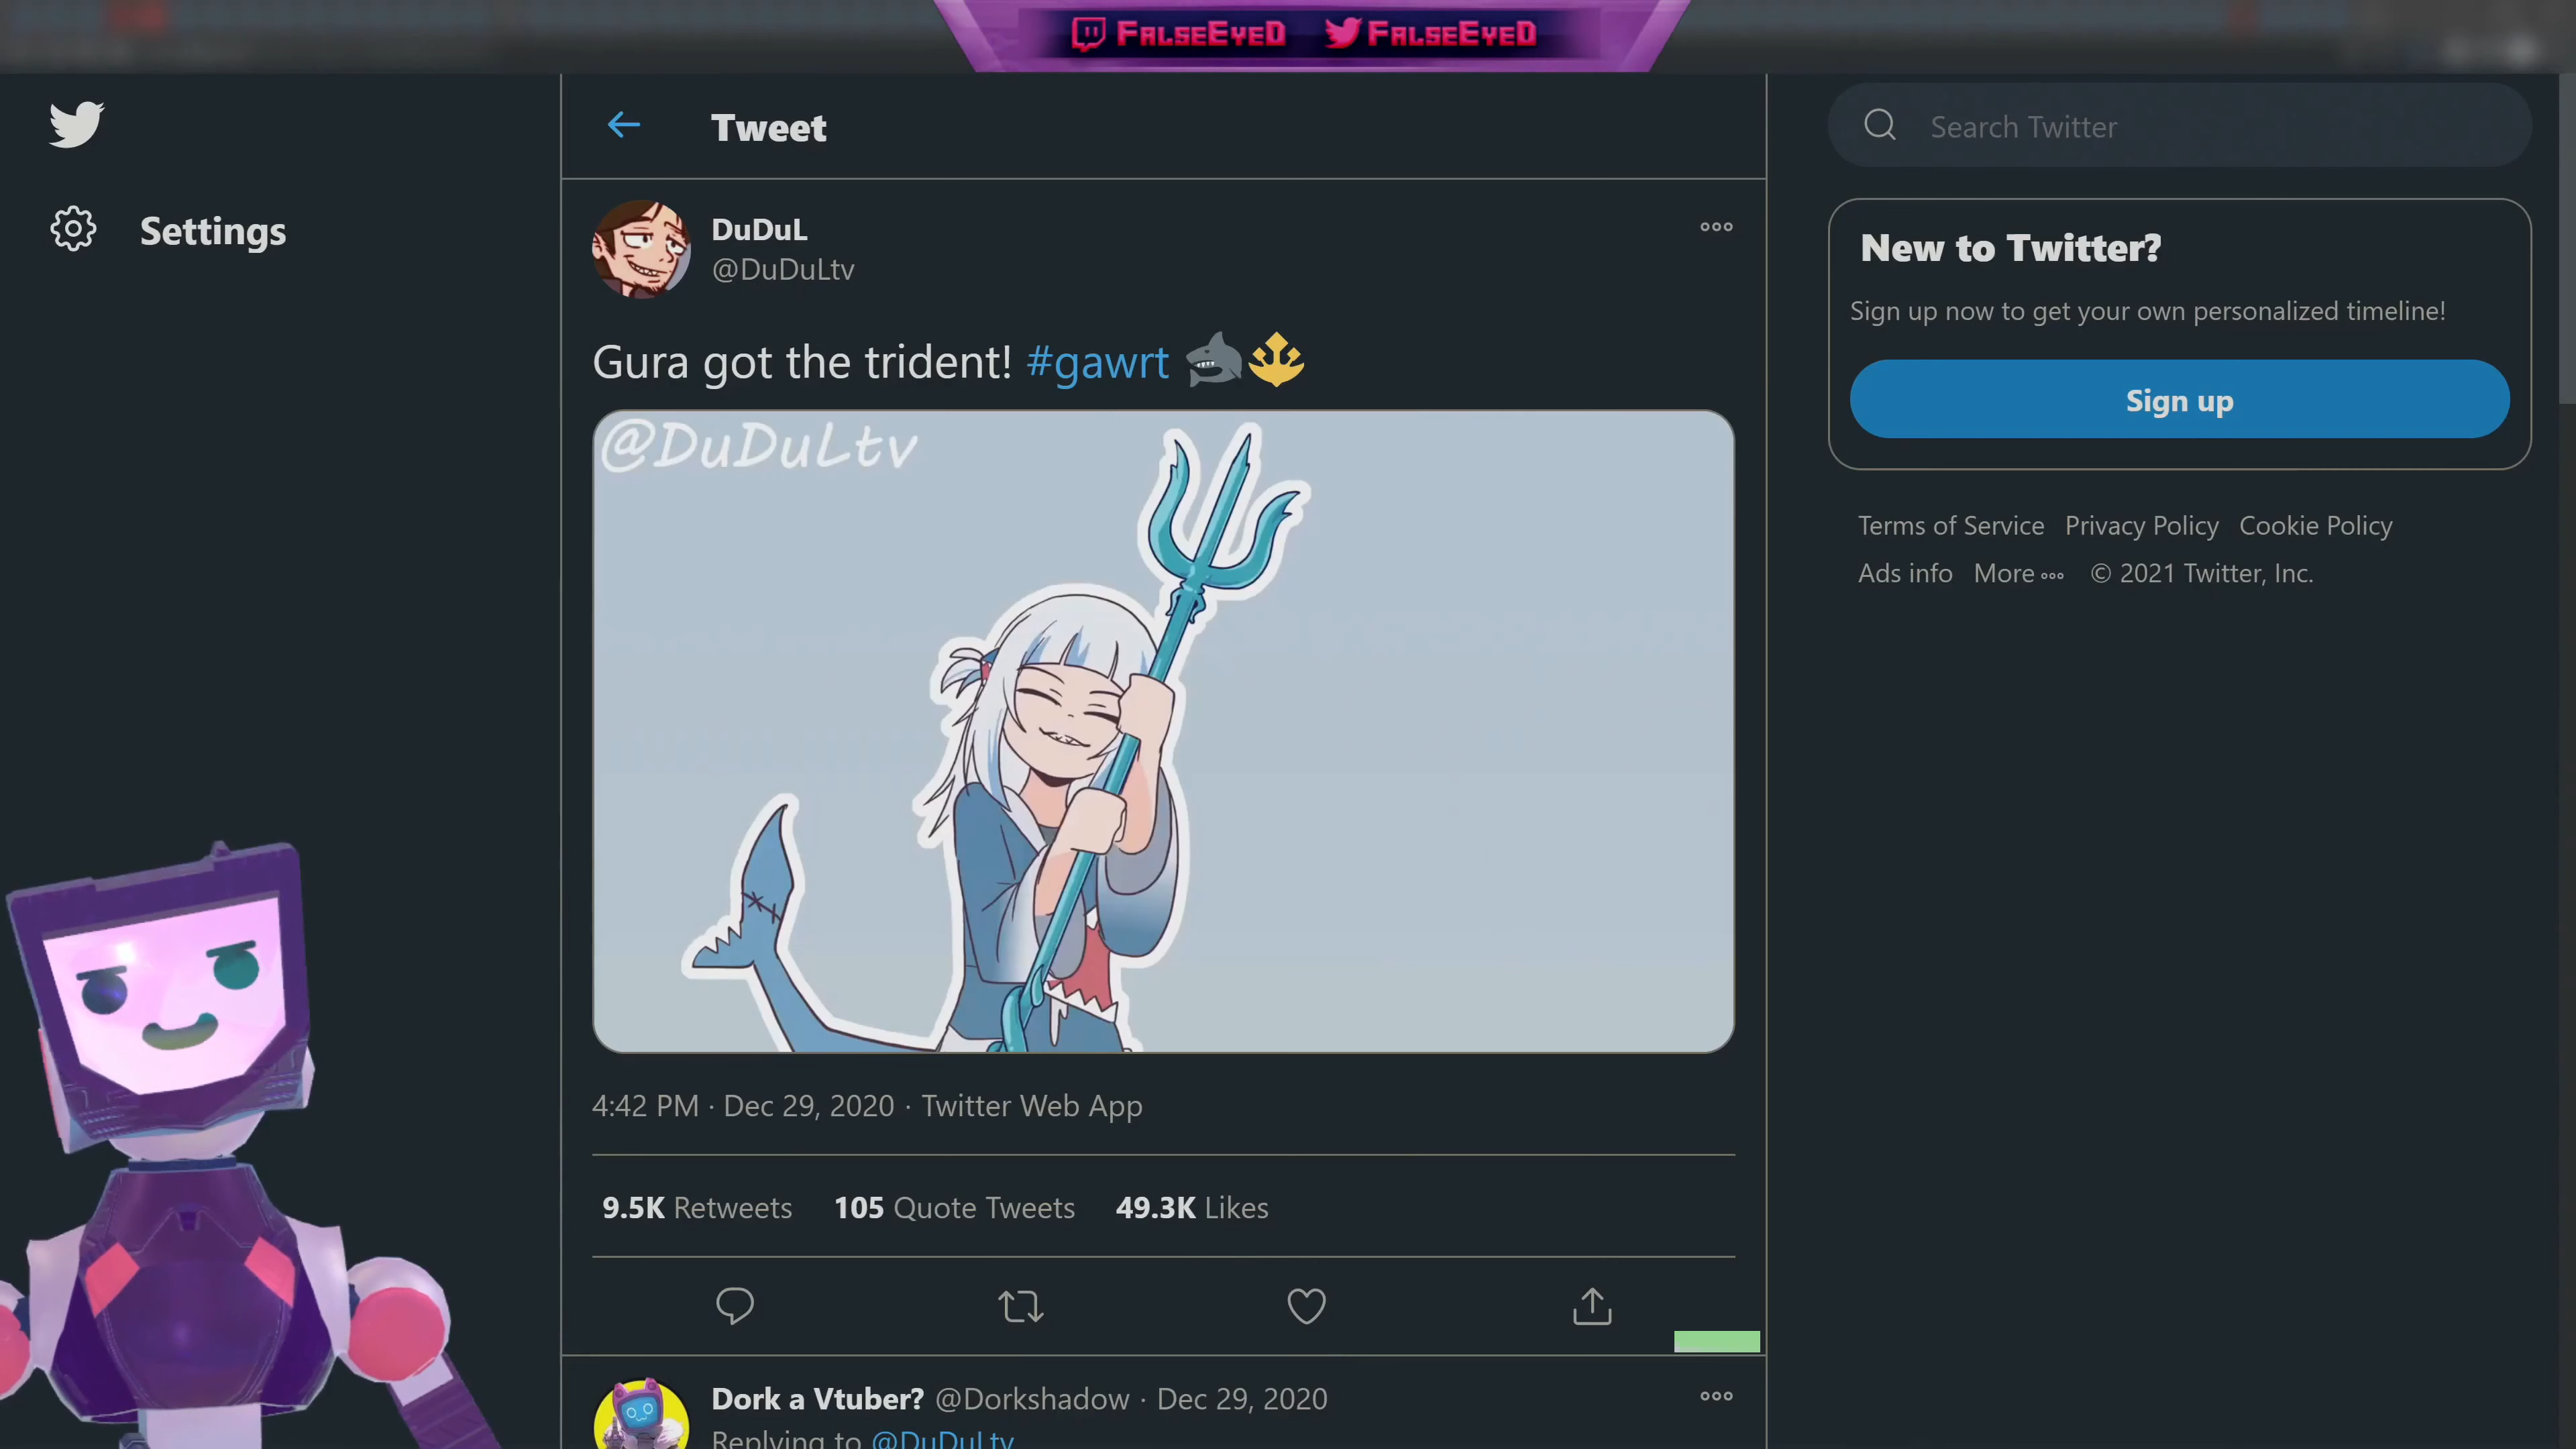 FalseEyeD FalseEyeD
Tweet
Search Twitter
Settings
DuDuL
@DuDuLtv
Gura got the trident! #gawrt
@DuDuLtv
New to Twitter?
Sign up now to get your own personalized timeline!
Sign up
Terms of Service Privacy Policy Cookie Policy
Ads info More © 2021 Twitter, Inc.
4:42 PM · Dec 29, 2020 · Twitter Web App
9.5K Retweets 105 Quote Tweets 49.3K Likes
Dork a Vtuber? @Dorkshadow · Dec 29, 2020
Replying to @DuDuLtv